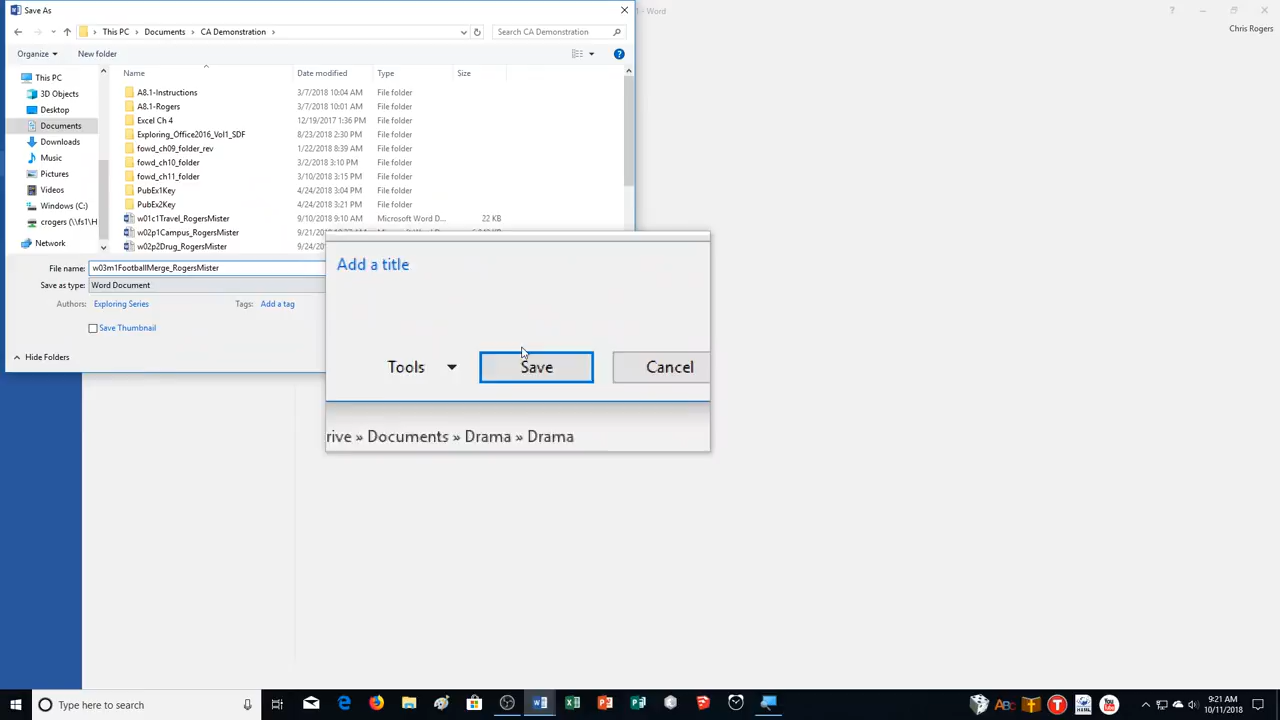 Save As
1 - Word
Chris Rogers
This PC > Documents > CA Demonstration >
Search CA Demonstration
Organize
New folder
This PC
3D Objects
Desktop
Documents
Downloads
Music
Pictures
Videos
Windows (C:)
crogers (\\fs1\H
Network
Name Date modified Type Size
A8.1-Instructions 3/7/2018 10:04 AM File folder
A8.1-Rogers 3/7/2018 10:01 AM File folder
Excel Ch 4 12/19/2017 1:36 PM File folder
Exploring_Office2016_Vol1_SDF 8/23/2018 2:30 PM File folder
fowd_ch09_folder_rev 1/22/2018 8:39 AM File folder
fowd_ch10_folder 3/2/2018 3:10 PM File folder
fowd_ch11_folder 3/10/2018 3:15 PM File folder
PubEx1Key 4/24/2018 3:04 PM File folder
PubEx2Key 4/24/2018 3:21 PM File folder
w01c1Travel_RogersMister 9/10/2018 9:10 AM Microsoft Word D... 22 KB
w02p1Campus_RogersMister
w02p2Drug_RogersMister 9/24/
File name: w03m1FootballMerge_RogersMister
Save as type: Word Document
Authors: Exploring Series
Tags: Add a tag
Save Thumbnail
Hide Folders
Add a title
Tools Save Cancel
rive » Documents » Drama » Drama
Type here to search
9:21 AM
10/11/2018